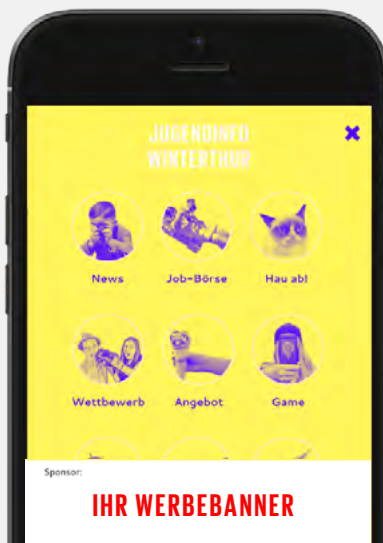 JUGENDINFO
WINTERTHUR
News
Job-Börse
Hau ab!
Wettbewerb
Angebot
Game
Sponsor:
IHR WERBEBANNER